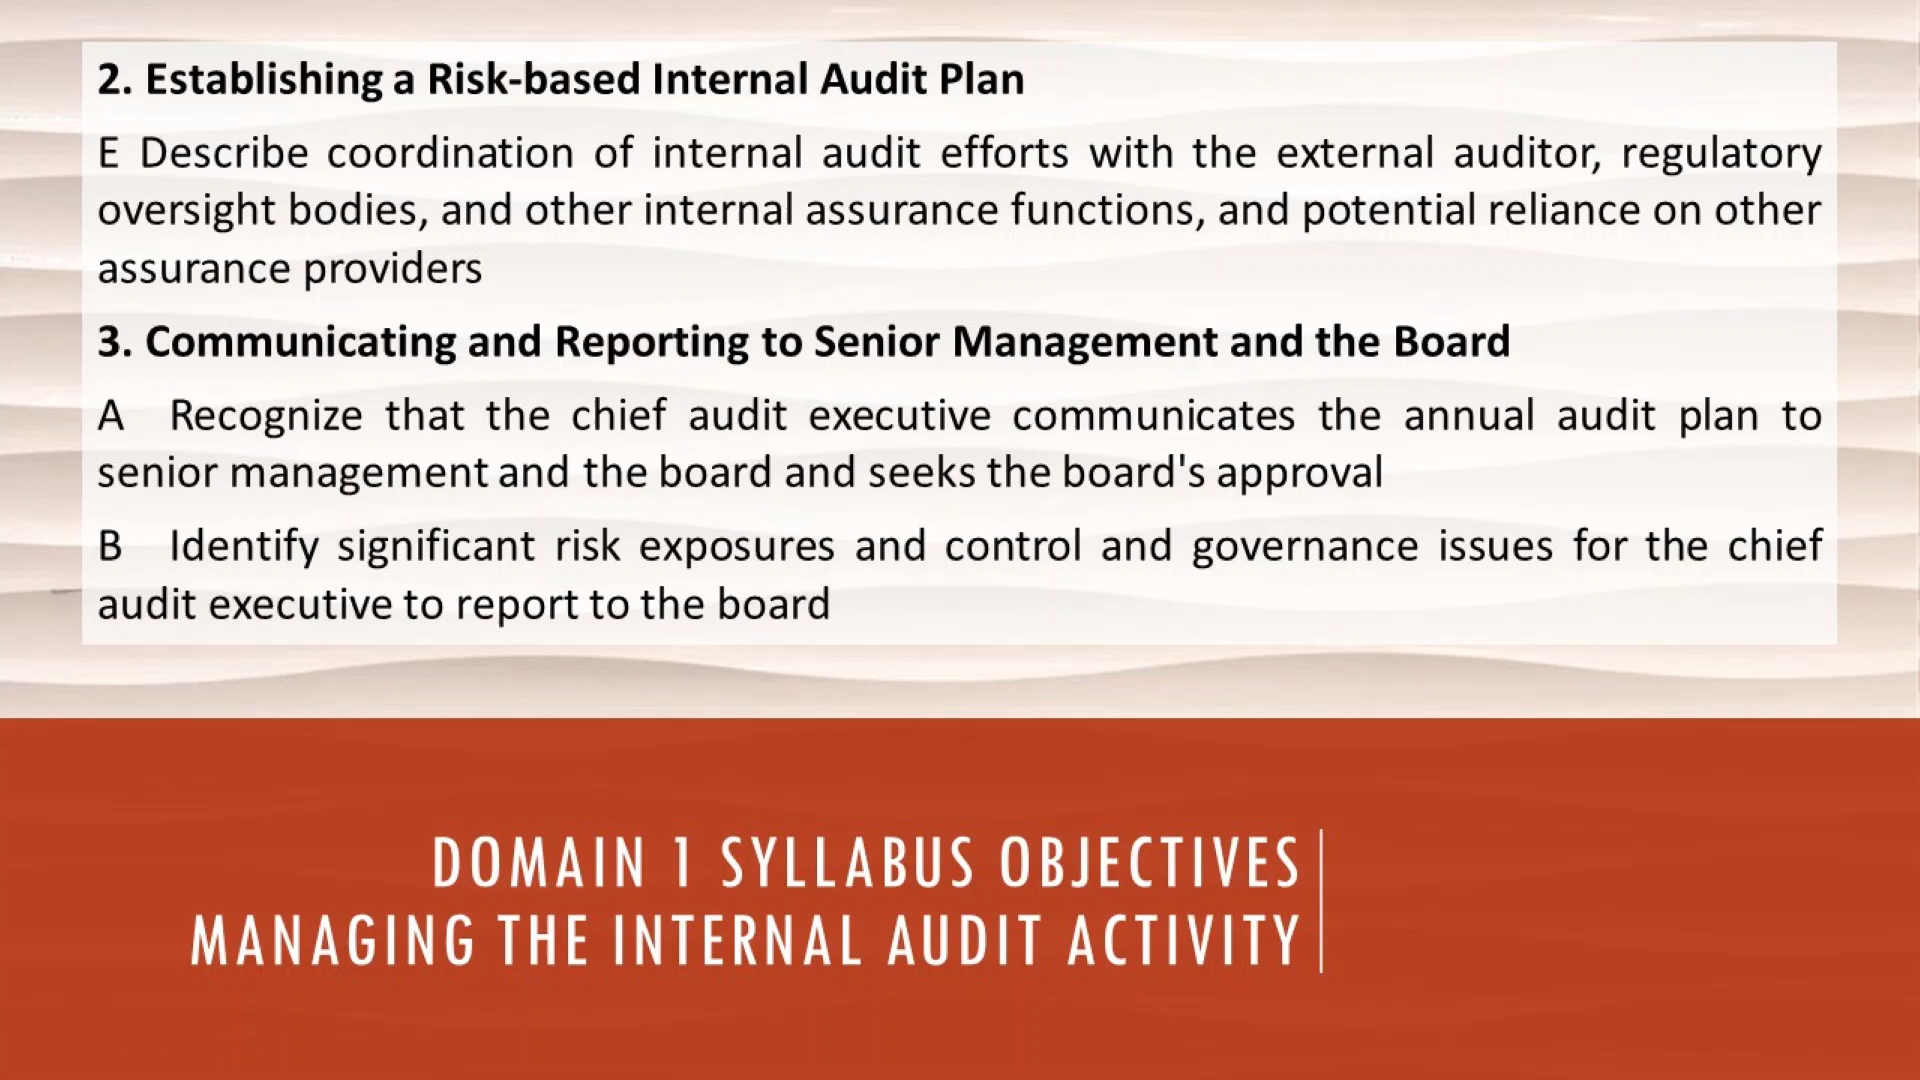 2. Establishing a Risk-based Internal Audit Plan
E Describe coordination of internal audit efforts with the external auditor, regulatory
oversight bodies, and other internal assurance functions, and potential reliance on other
assurance providers
3. Communicating and Reporting to Senior Management and the Board
A Recognize that the chief audit executive communicates the annual audit plan to
senior management and the board and seeks the board's approval
B Identify significant risk exposures and control and governance issues for the chief
audit executive to report to the board
DOMAIN 1 SYLLABUS OBJECTIVES
MANAGING THE INTERNAL AUDIT ACTIVITY